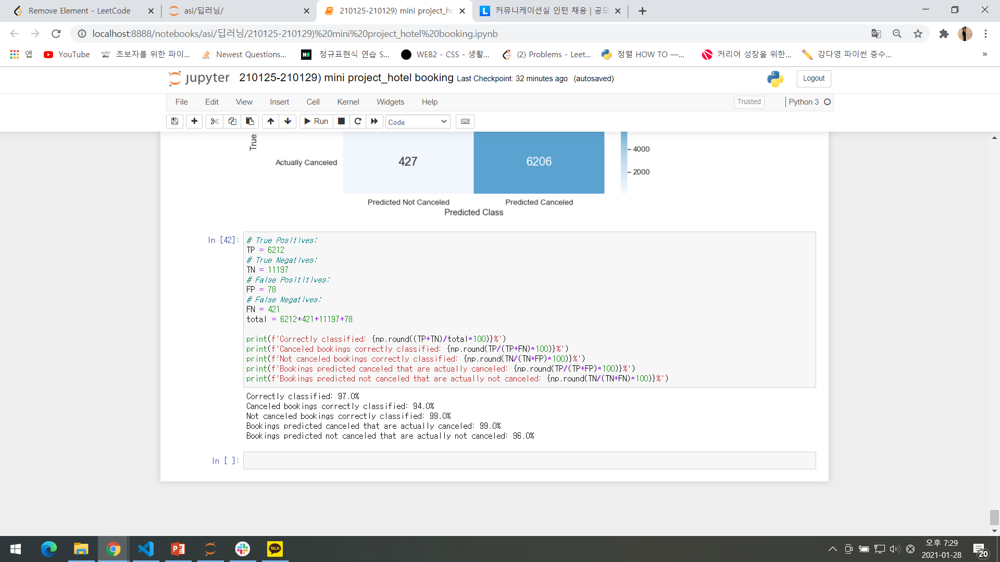 Remove Element - LeetCode
asi/딥러닝/
210125-210129) mini project_ho
커뮤니케이션실 인턴 채용 | 공모
localhost:8888/notebooks/asi/딥러닝/210125-210129)%20mini%20project_hotel%20booking.ipynb
앱
YouTube
wiki docs 초보자를 위한 파이...
Newest Questions...
정규표현식 연습 S...
WEB2 - CSS - 생활...
(2) Problems - Leet...
정렬 HOW TO —...
커리어 성장을 위한...
강다영 파이썬 중수...
»
jupyter 210125-210129) mini project_hotel booking Last Checkpoint: 32 minutes ago (autosaved)
Logout
File Edit View Insert Cell Kernel Widgets Help
Trusted
Python 3
Run
Code
True
4000
Actually Canceled
427
6206
2000
Predicted Not Canceled
Predicted Canceled
Predicted Class
In [42]:
# True Positives:
TP = 6212
# True Negatives:
TN = 11197
# False Posititives:
FP = 78
# False Negatives:
FN = 421
total = 6212+421+11197+78
print(f'Correctly classified: {np.round((TP+TN)/total*100)}%')
print(f'Canceled bookings correctly classified: {np.round(TP/(TP+FN)*100)}%')
print(f'Not canceled bookings correctly classified: {np.round(TN/(TN+FP)*100)}%')
print(f'Bookings predicted canceled that are actually canceled: {np.round(TP/(TP+FP)*100)}%')
print(f'Bookings predicted not canceled that are actually not canceled: {np.round(TN/(TN+FN)*100)}%')
Correctly classified: 97.0%
Canceled bookings correctly classified: 94.0%
Not canceled bookings correctly classified: 99.0%
Bookings predicted canceled that are actually canceled: 99.0%
Bookings predicted not canceled that are actually not canceled: 96.0%
In [ ]:
TALK
오후 7:29
2021-01-28
20